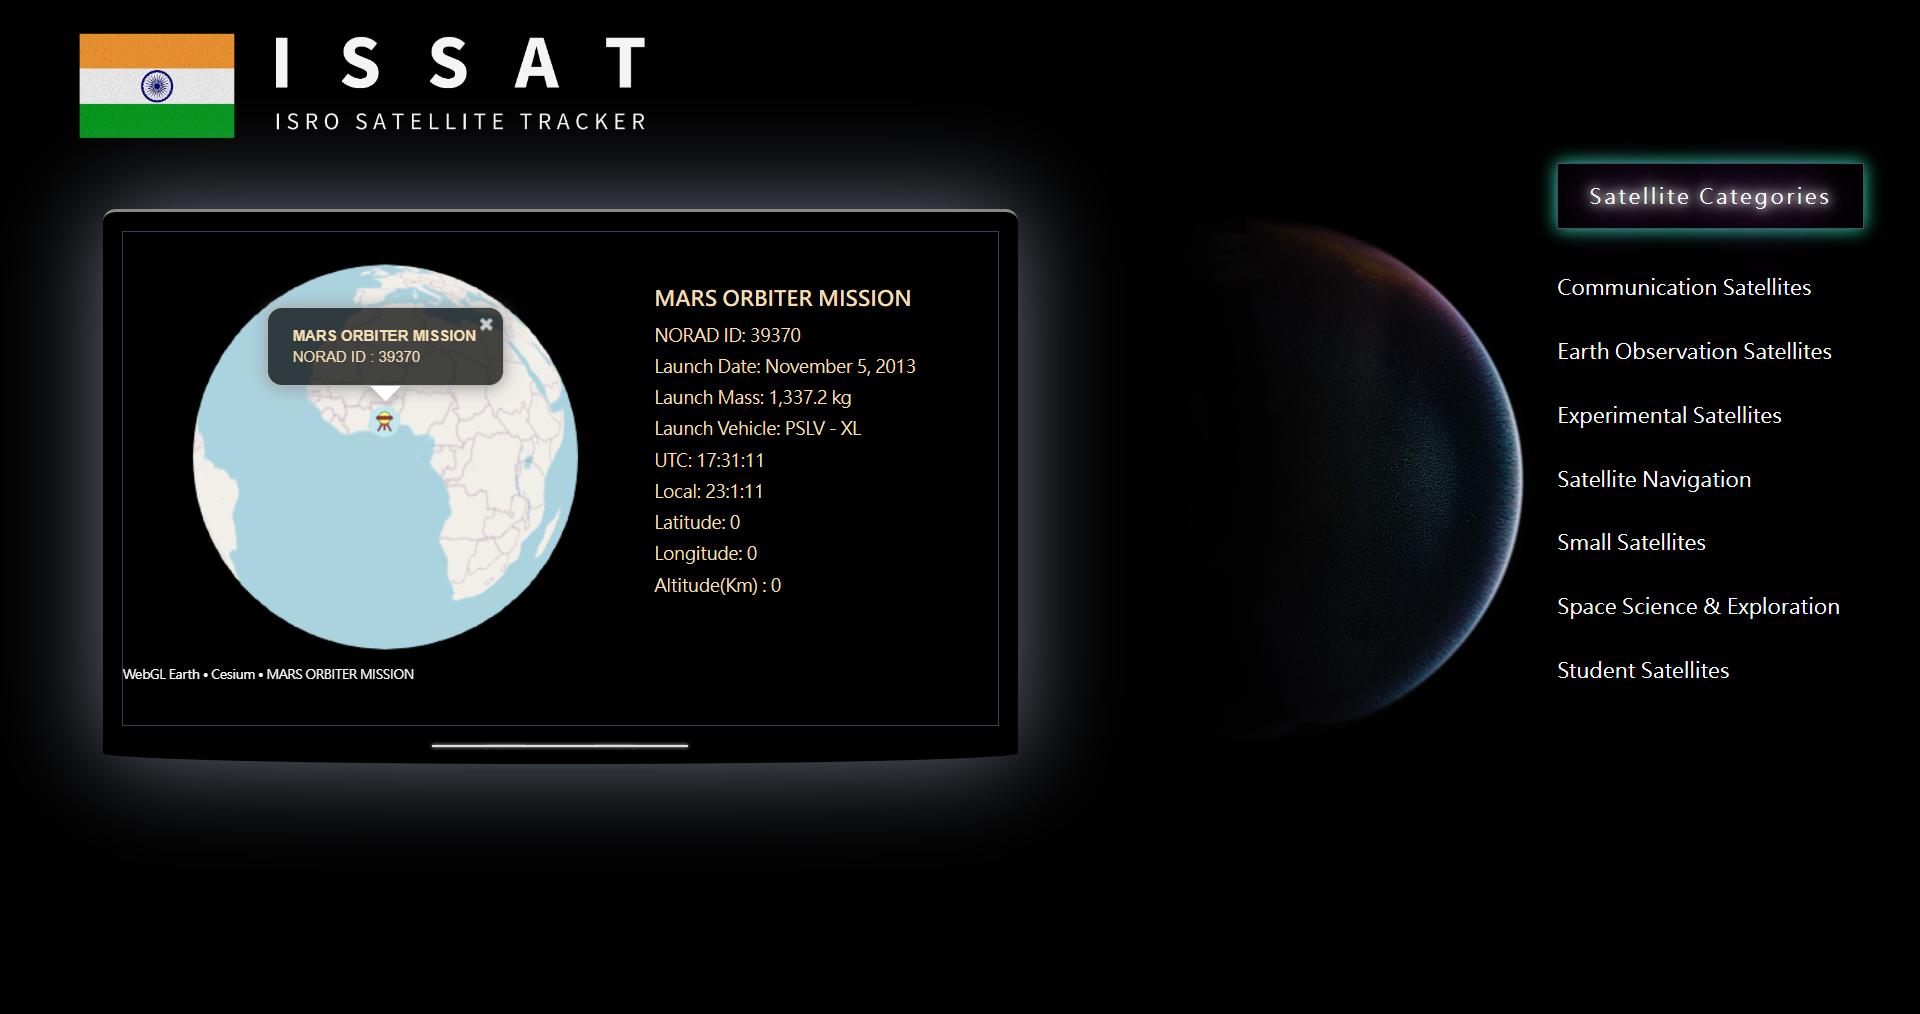 ISSAT
ISRO SATELLITE TRACKER
MARS ORBITER MISSION
NORAD ID : 39370
WebGL Earth • Cesium • MARS ORBITER MISSION
MARS ORBITER MISSION
NORAD ID: 39370
Launch Date: November 5, 2013
Launch Mass: 1,337.2 kg
Launch Vehicle: PSLV - XL
UTC: 17:31:11
Local: 23:1:11
Latitude: 0
Longitude: 0
Altitude(Km) : 0
Satellite Categories
Communication Satellites
Earth Observation Satellites
Experimental Satellites
Satellite Navigation
Small Satellites
Space Science & Exploration
Student Satellites